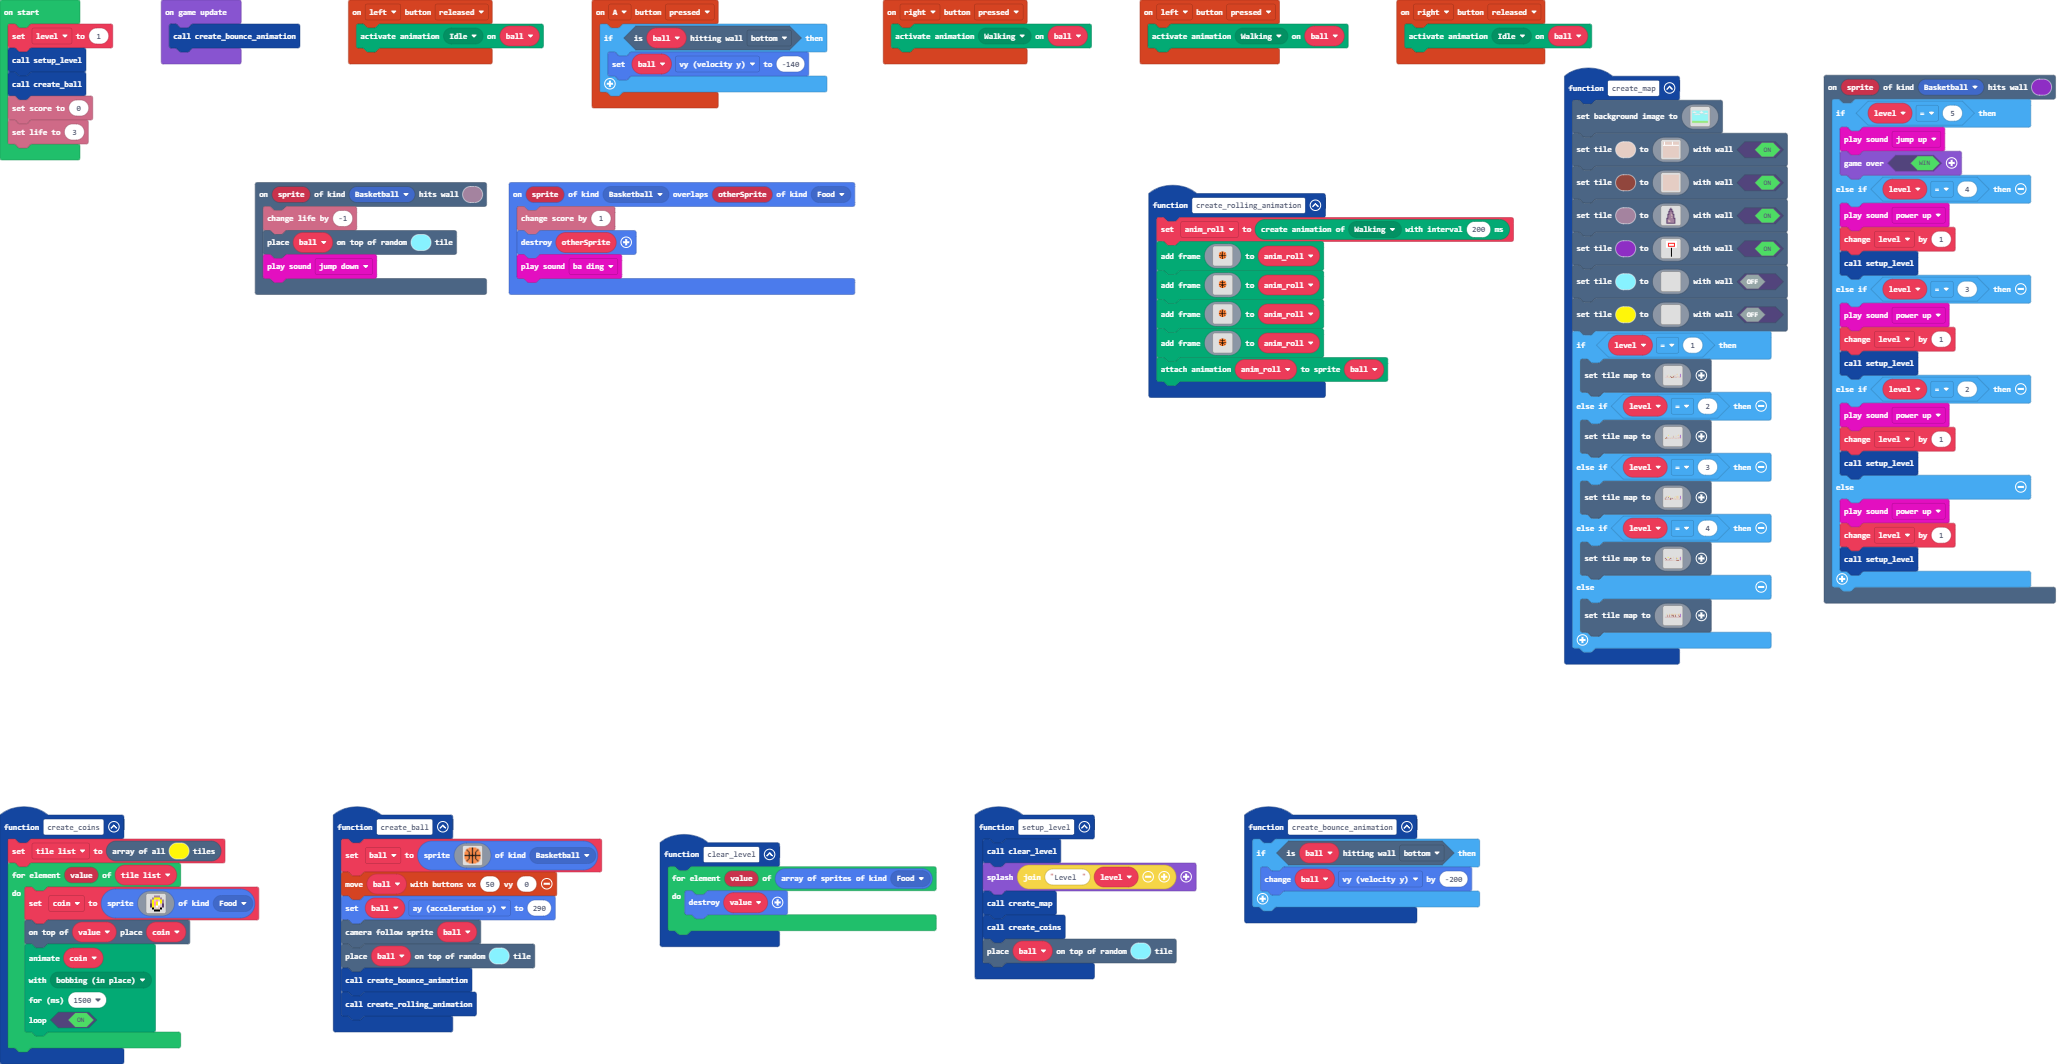 on start
set level to 1
call setup_level
call create_ball
set score to 0
set life to 3
on game update
call create_bounce_animation
on left button released
activate animation Idle on ball
on A button pressed
if is ball hitting wall bottom then
set ball vy (velocity y) to -140
on right button pressed
activate animation Walking on ball
on left button pressed
activate animation Walking on ball
on right button released
activate animation Idle on ball
on sprite of kind Basketball hits wall
change life by -1
place ball on top of random tile
play sound jump down
on sprite of kind Basketball overlaps otherSprite of kind Food
change score by 1
destroy otherSprite
play sound ba ding
function create_rolling_animation
set anim_roll to create animation of Walking with interval 200 ms
add frame to anim_roll
add frame to anim_roll
add frame to anim_roll
add frame to anim_roll
attach animation anim_roll to sprite ball
function create_map
set background image to
set tile to with wall ON
set tile to with wall ON
set tile to with wall ON
set tile to with wall ON
set tile to with wall OFF
set tile to with wall OFF
if level = 1 then
set tile map to
else if level = 2 then
set tile map to
else if level = 3 then
set tile map to
else if level = 4 then
set tile map to
else
set tile map to
on sprite of kind Basketball hits wall
if level = 5 then
play sound jump up
game over WIN
else if level = 4 then
play sound power up
change level by 1
call setup_level
else if level = 3 then
play sound power up
change level by 1
call setup_level
else if level = 2 then
play sound power up
change level by 1
call setup_level
else
play sound power up
change level by 1
call setup_level
function create_coins
set tile list to array of all tiles
for element value of tile list
do
set coin to sprite of kind Food
on top of value place coin
animate coin
with bobbing (in place)
for (ms) 1500
loop ON
function create_ball
set ball to sprite of kind Basketball
move ball with buttons vx 50 vy 0
set ball ay (acceleration y) to 290
camera follow sprite ball
place ball on top of random tile
call create_bounce_animation
call create_rolling_animation
function clear_level
for element value of array of sprites of kind Food
do
destroy value
function setup_level
call clear_level
splash join "Level " level
call create_map
call create_coins
place ball on top of random tile
function create_bounce_animation
if is ball hitting wall bottom then
change ball vy (velocity y) by -200